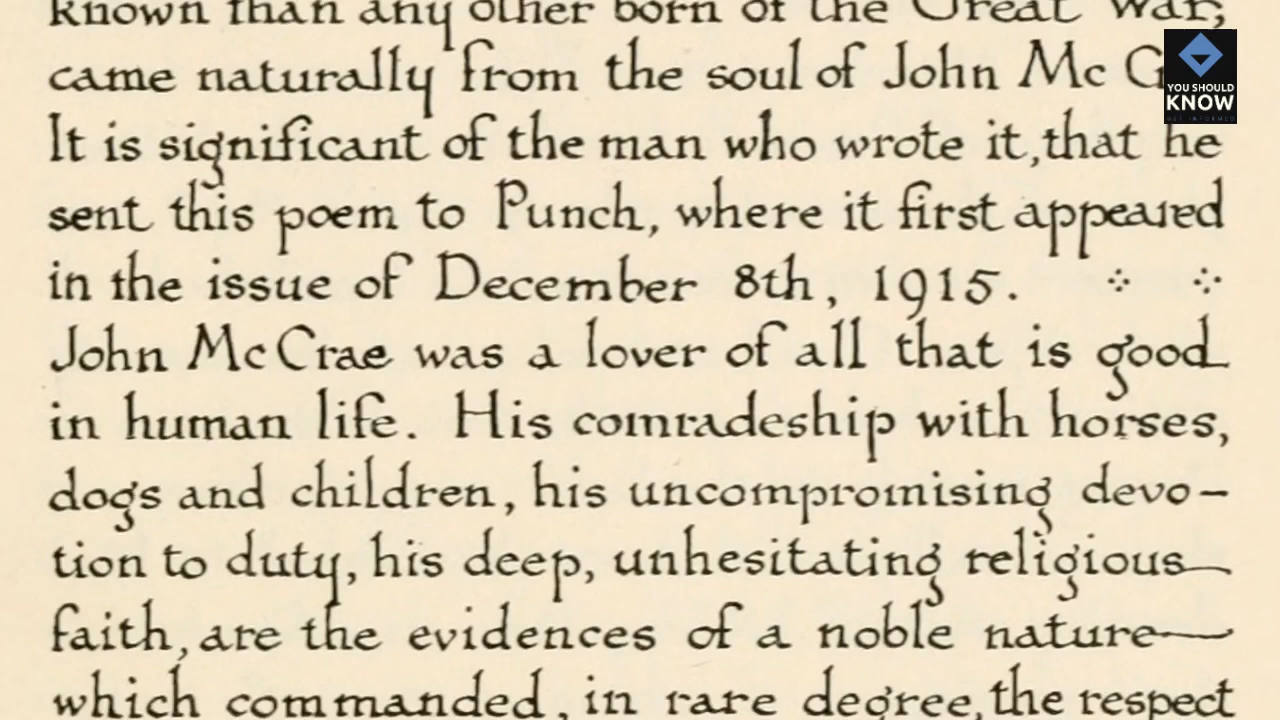 known than any other born of the Great War,
came naturally from the soul of John Mc
It is significant of the man who wrote it, that he
sent this poem to Punch, where it first appeared
in the issue of December 8th, 1915.
John McCrae was a lover of all that is good
in human life. His comradeship with horses,
dogs and children, his uncompromising devo-
tion to duty, his deep, unhesitating religious
faith, are the evidences of a noble nature
which commanded, in rare degree, the respect
YOU SHOULD
KNOW
GET INFORMED